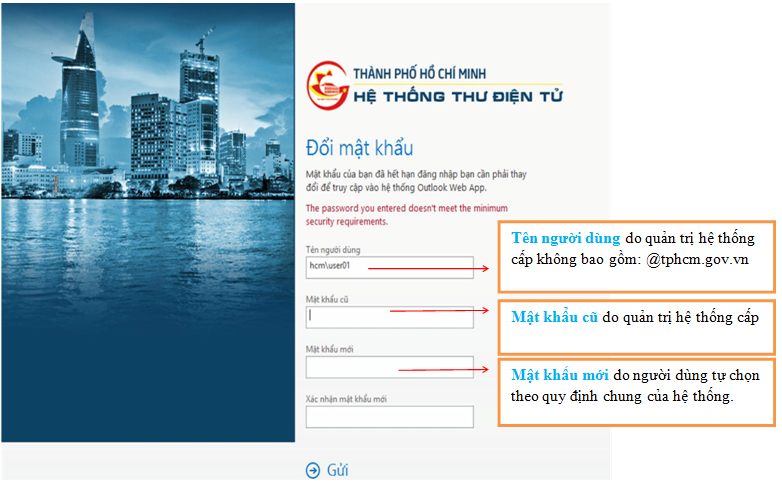 THÀNH PHỐ HỒ CHÍ MINH
HỆ THỐNG THƯ ĐIỆN TỬ
Đổi mật khẩu
Mật khẩu của bạn đã hết hạn đăng nhập bạn cần phải thay
đổi để truy cập vào hệ thống Outlook Web App.
The password you entered doesn't meet the minimum
security requirements.
Tên người dùng
hcm\user01
Tên người dùng do quản trị hệ thống
cấp không bao gồm: @tphcm.gov.vn
Mật khẩu cũ
Mật khẩu cũ do quản trị hệ thống cấp
Mật khẩu mới
Mật khẩu mới do người dùng tự chọn
theo quy định chung của hệ thống.
Xác nhận mật khẩu mới
Gửi